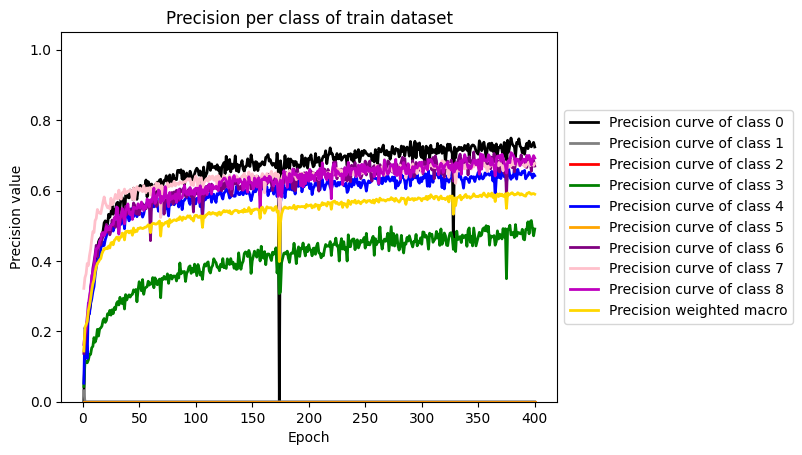 Precision per class of train dataset
1.0
0.8
0.6
0.4
0.2
0.0
Precision value
0
50
100
150
200
250
300
350
400
Epoch
Precision curve of class 0
Precision curve of class 1
Precision curve of class 2
Precision curve of class 3
Precision curve of class 4
Precision curve of class 5
Precision curve of class 6
Precision curve of class 7
Precision curve of class 8
Precision weighted macro